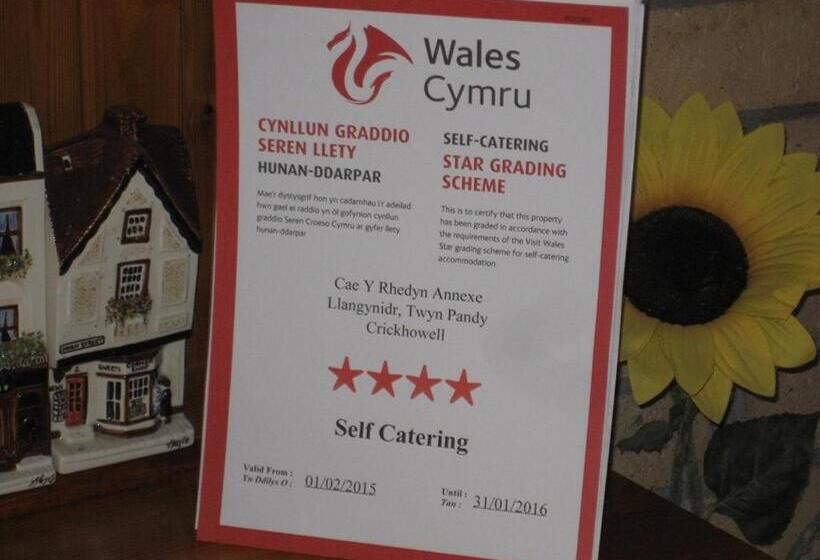 Wales
Cymru
CYNLLUN GRADDIO
SEREN LLETY
HUNAN-DDARPAR
Mae'r dystysgrif hon yn cadarnhau i'r adeilad
hwn gael ei raddio yn ôl gofynion cynllun
graddio Seren Croeso Cymru ar gyfer llety
hunan-ddarpar
SELF-CATERING
STAR GRADING
SCHEME
This is to certify that this property
has been graded in accordance with
the requirements of the Visit Wales
Star grading scheme for self-catering
accommodation
Cae Y Rhedyn Annexe
Llangynidr, Twyn Pandy
Crickhowell
Self Catering
Valid From :
Yn Ddilys O :
01/02/2015
Until :
Tan :
31/01/2016
HIGH STREET
SWEETS